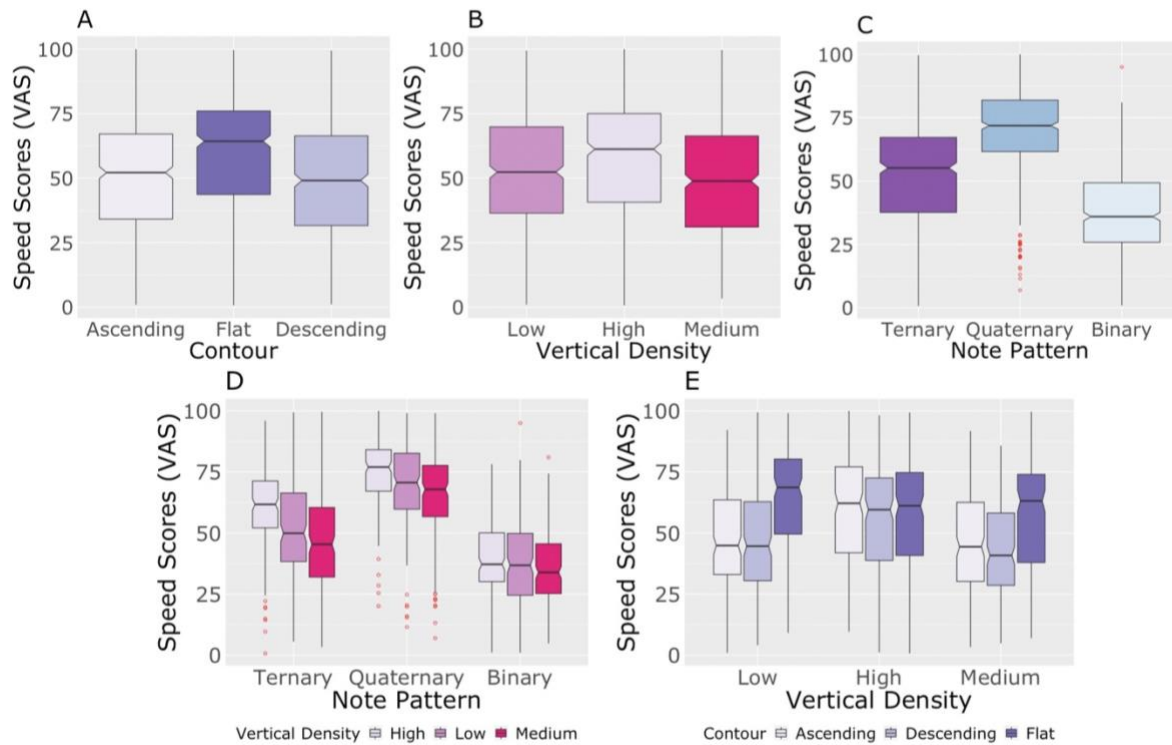 A
Speed Scores (VAS)
100
75
50
25
0
Ascending Flat Descending
Contour
B
Speed Scores (VAS)
100
75
50
25
0
Low High Medium
Vertical Density
C
Speed Scores (VAS)
100
75
50
25
0
Ternary Quaternary Binary
Note Pattern
D
Speed Scores (VAS)
100
75
50
25
0
Ternary Quaternary Binary
Note Pattern
Vertical Density High Low Medium
E
Speed Scores (VAS)
100
75
50
25
0
Low High Medium
Vertical Density
Contour Ascending Descending Flat